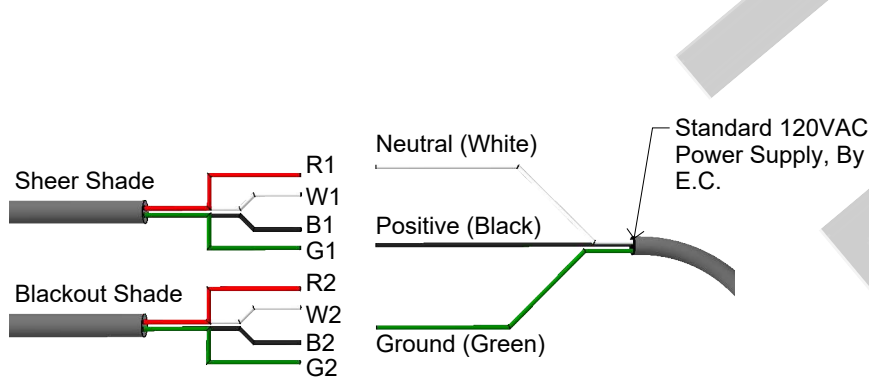 Sheer Shade
R1
W1
B1
G1
Blackout Shade
R2
W2
B2
G2
Neutral (White)
Positive (Black)
Ground (Green)
Standard 120VAC
Power Supply, By
E.C.